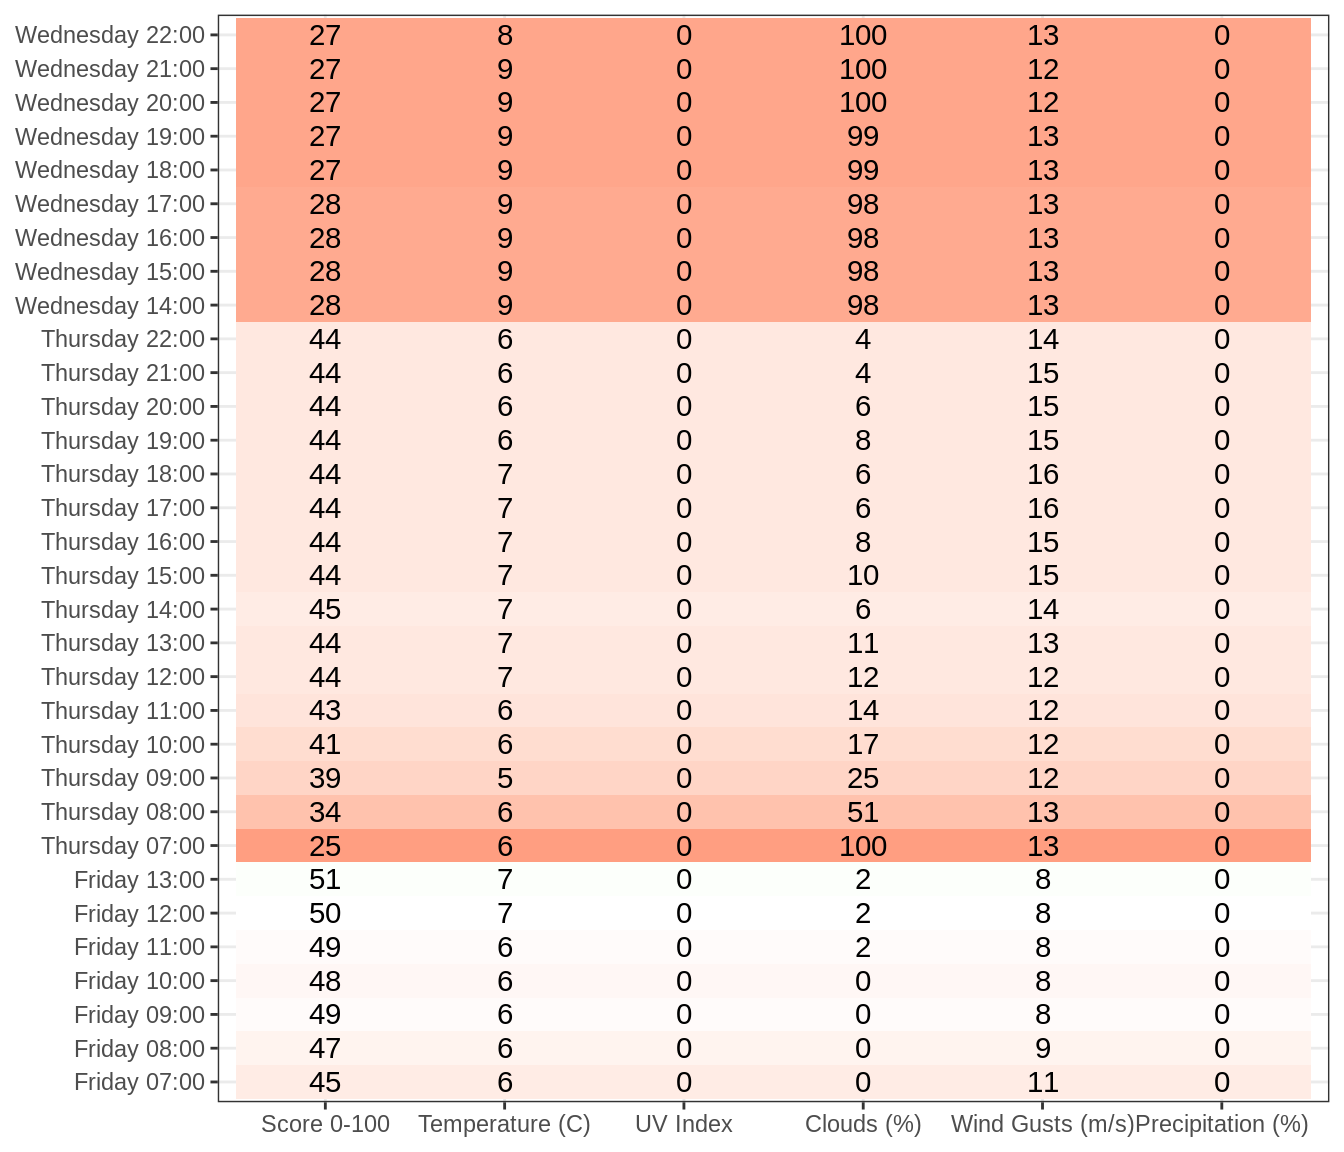 Wednesday 22:00 27 8 0 100 13 0
Wednesday 21:00 27 9 0 100 12 0
Wednesday 20:00 27 9 0 100 12 0
Wednesday 19:00 27 9 0 99 13 0
Wednesday 18:00 27 9 0 99 13 0
Wednesday 17:00 28 9 0 98 13 0
Wednesday 16:00 28 9 0 98 13 0
Wednesday 15:00 28 9 0 98 13 0
Wednesday 14:00 28 9 0 98 13 0
Thursday 22:00 44 6 0 4 14 0
Thursday 21:00 44 6 0 4 15 0
Thursday 20:00 44 6 0 6 15 0
Thursday 19:00 44 6 0 8 15 0
Thursday 18:00 44 7 0 6 16 0
Thursday 17:00 44 7 0 6 16 0
Thursday 16:00 44 7 0 8 15 0
Thursday 15:00 44 7 0 10 15 0
Thursday 14:00 45 7 0 6 14 0
Thursday 13:00 44 7 0 11 13 0
Thursday 12:00 44 7 0 12 12 0
Thursday 11:00 43 6 0 14 12 0
Thursday 10:00 41 6 0 17 12 0
Thursday 09:00 39 5 0 25 12 0
Thursday 08:00 34 6 0 51 13 0
Thursday 07:00 25 6 0 100 13 0
Friday 13:00 51 7 0 2 8 0
Friday 12:00 50 7 0 2 8 0
Friday 11:00 49 6 0 2 8 0
Friday 10:00 48 6 0 0 8 0
Friday 09:00 49 6 0 0 8 0
Friday 08:00 47 6 0 0 9 0
Friday 07:00 45 6 0 0 11 0
Score 0-100 Temperature (C) UV Index Clouds (%) Wind Gusts (m/s) Precipitation (%)